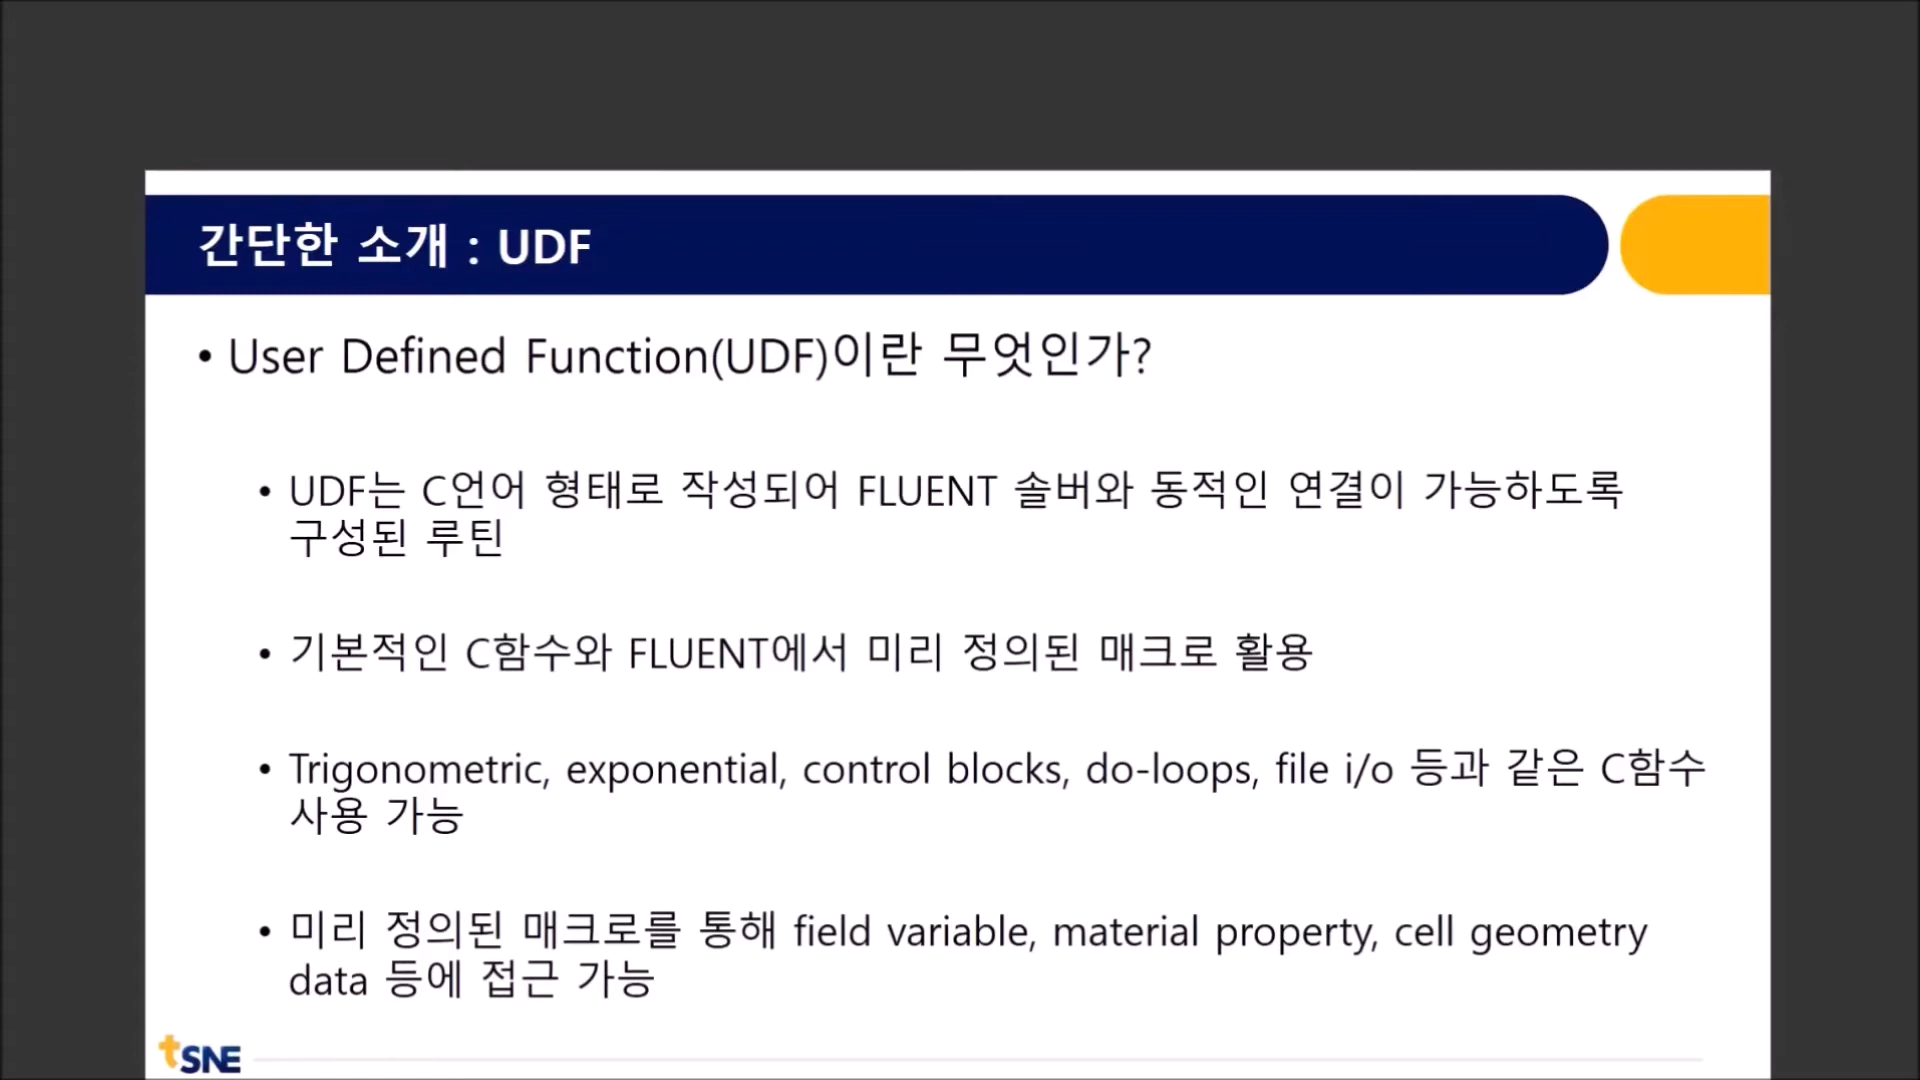 간단한 소개 : UDF
• User Defined Function(UDF)이란 무엇인가?
• UDF는 C언어 형태로 작성되어 FLUENT 솔버와 동적인 연결이 가능하도록
구성된 루틴
• 기본적인 C함수와 FLUENT에서 미리 정의된 매크로 활용
• Trigonometric, exponential, control blocks, do-loops, file i/o 등과 같은 C함수
사용 가능
• 미리 정의된 매크로를 통해 field variable, material property, cell geometry
data 등에 접근 가능
tSNE